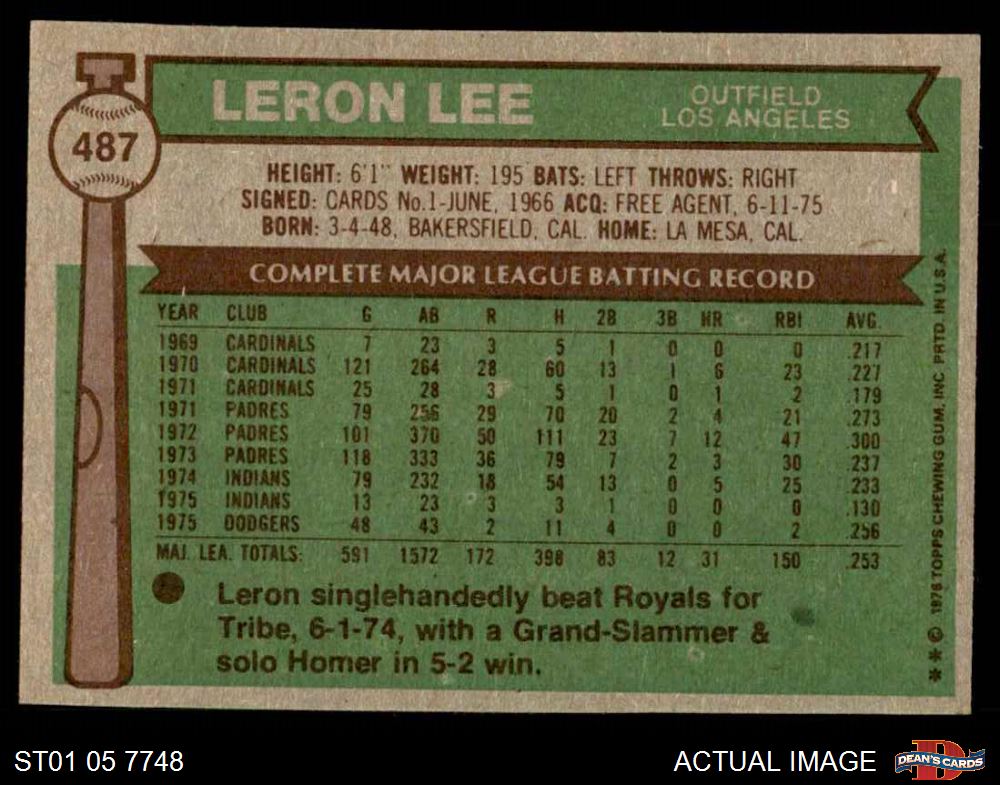 487
LERON LEE
OUTFIELD
LOS ANGELES
HEIGHT: 6'1" WEIGHT: 195 BATS: LEFT THROWS: RIGHT
SIGNED: CARDS No.1-JUNE, 1966 ACQ: FREE AGENT, 6-11-75
BORN: 3-4-48, BAKERSFIELD, CAL. HOME: LA MESA, CAL.
COMPLETE MAJOR LEAGUE BATTING RECORD
YEAR CLUB G AB R H 2B 3B HR RBI AVG.
1969 CARDINALS 7 23 3 5 1 0 0 0 .217
1970 CARDINALS 121 264 28 60 13 1 6 23 .227
1971 CARDINALS 25 28 3 5 1 0 1 2 .179
1971 PADRES 79 256 29 70 20 2 4 21 .273
1972 PADRES 101 370 50 111 23 7 12 47 .300
1973 PADRES 118 333 36 79 7 2 3 30 .237
1974 INDIANS 79 232 18 54 13 0 5 25 .233
1975 INDIANS 13 23 3 3 1 0 0 0 .130
1975 DODGERS 48 43 2 11 4 0 0 2 .256
MAJ. LEA. TOTALS: 591 1572 172 398 83 12 31 150 .253
Leron singlehandedly beat Royals for
Tribe, 6-1-74, with a Grand-Slammer &
solo Homer in 5-2 win.
** © 1976 TOPPS CHEWING GUM, INC PRTD. IN U.S.A.
ST01 05 7748
ACTUAL IMAGE
D
DEAN'S CARDS